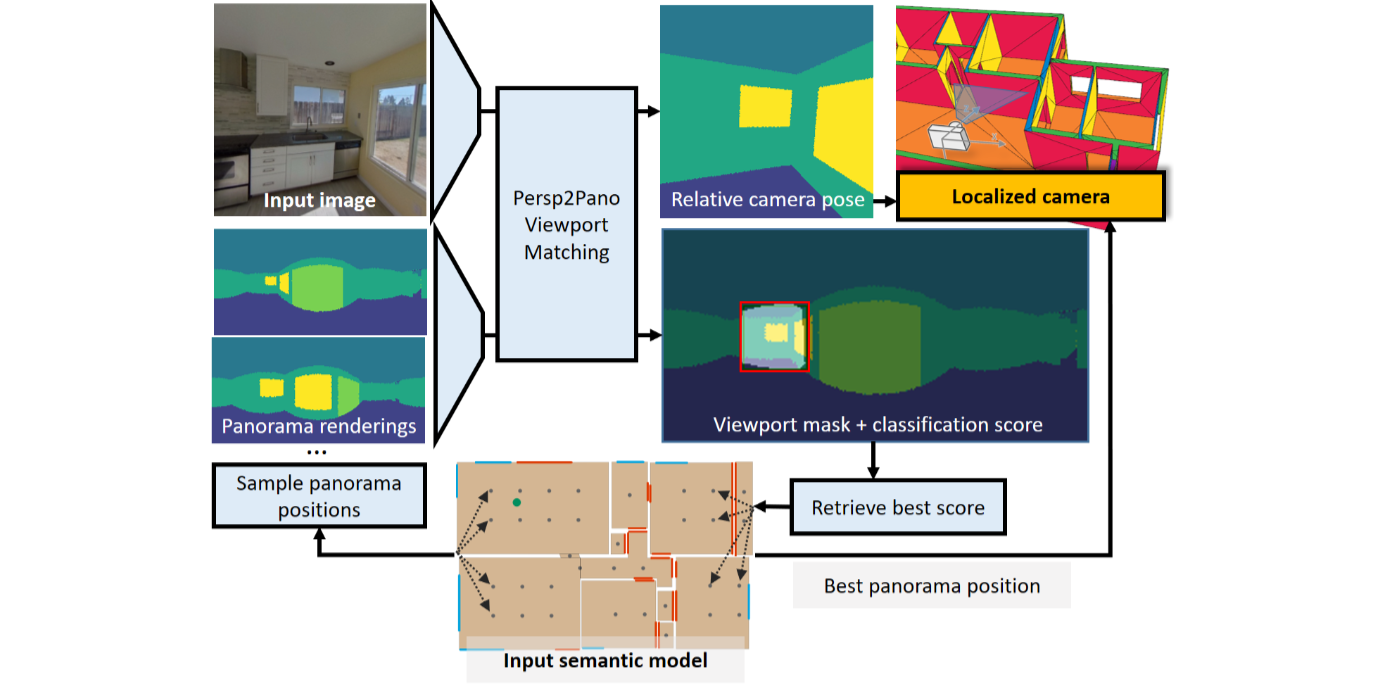 Input image
Persp2Pano
Viewport
Matching
Relative camera pose
Localized camera
Panorama renderings
...
Viewport mask + classification score
Sample panorama
positions
Retrieve best score
Best panorama position
Input semantic model